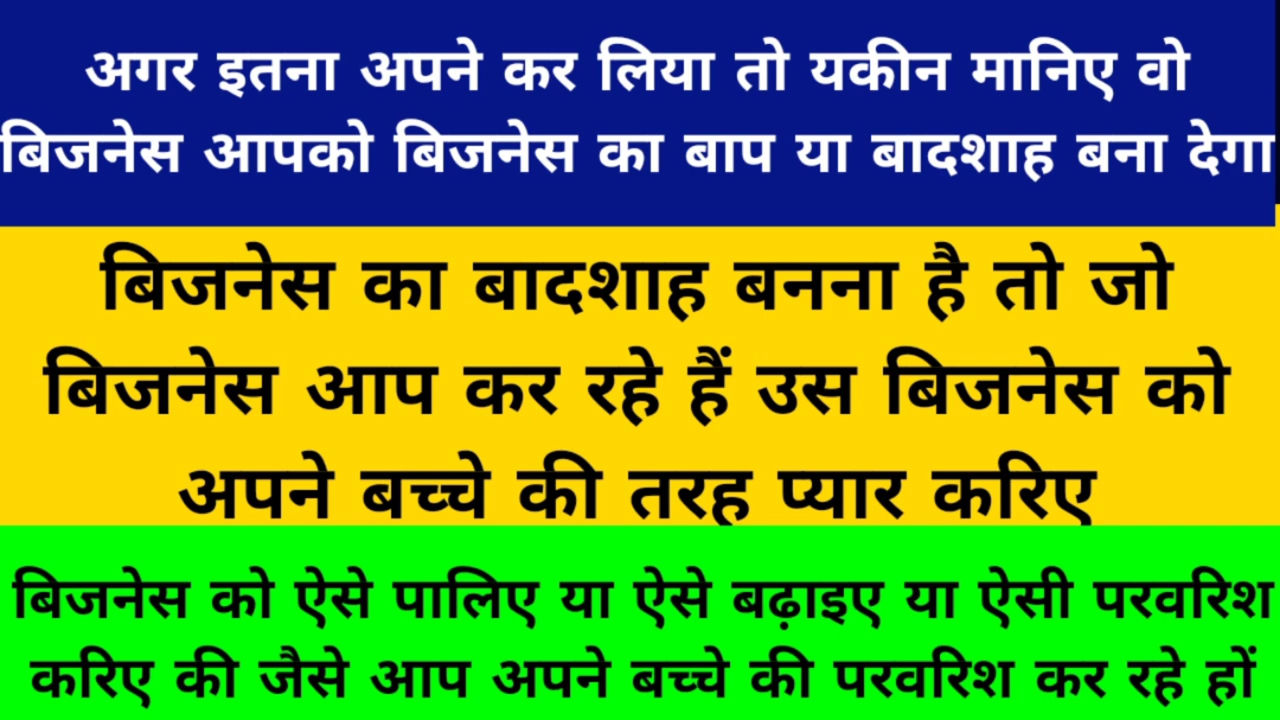 अगर इतना अपने कर लिया तो यकीन मानिए वो
बिजनेस आपको बिजनेस का बाप या बादशाह बना देगा
बिजनेस का बादशाह बनना है तो जो
बिजनेस आप कर रहे हैं उस बिजनेस को
अपने बच्चे की तरह प्यार करिए
बिजनेस को ऐसे पालिए या ऐसे बढ़ाइए या ऐसी परवरिश
करिए की जैसे आप अपने बच्चे की परवरिश कर रहे हों